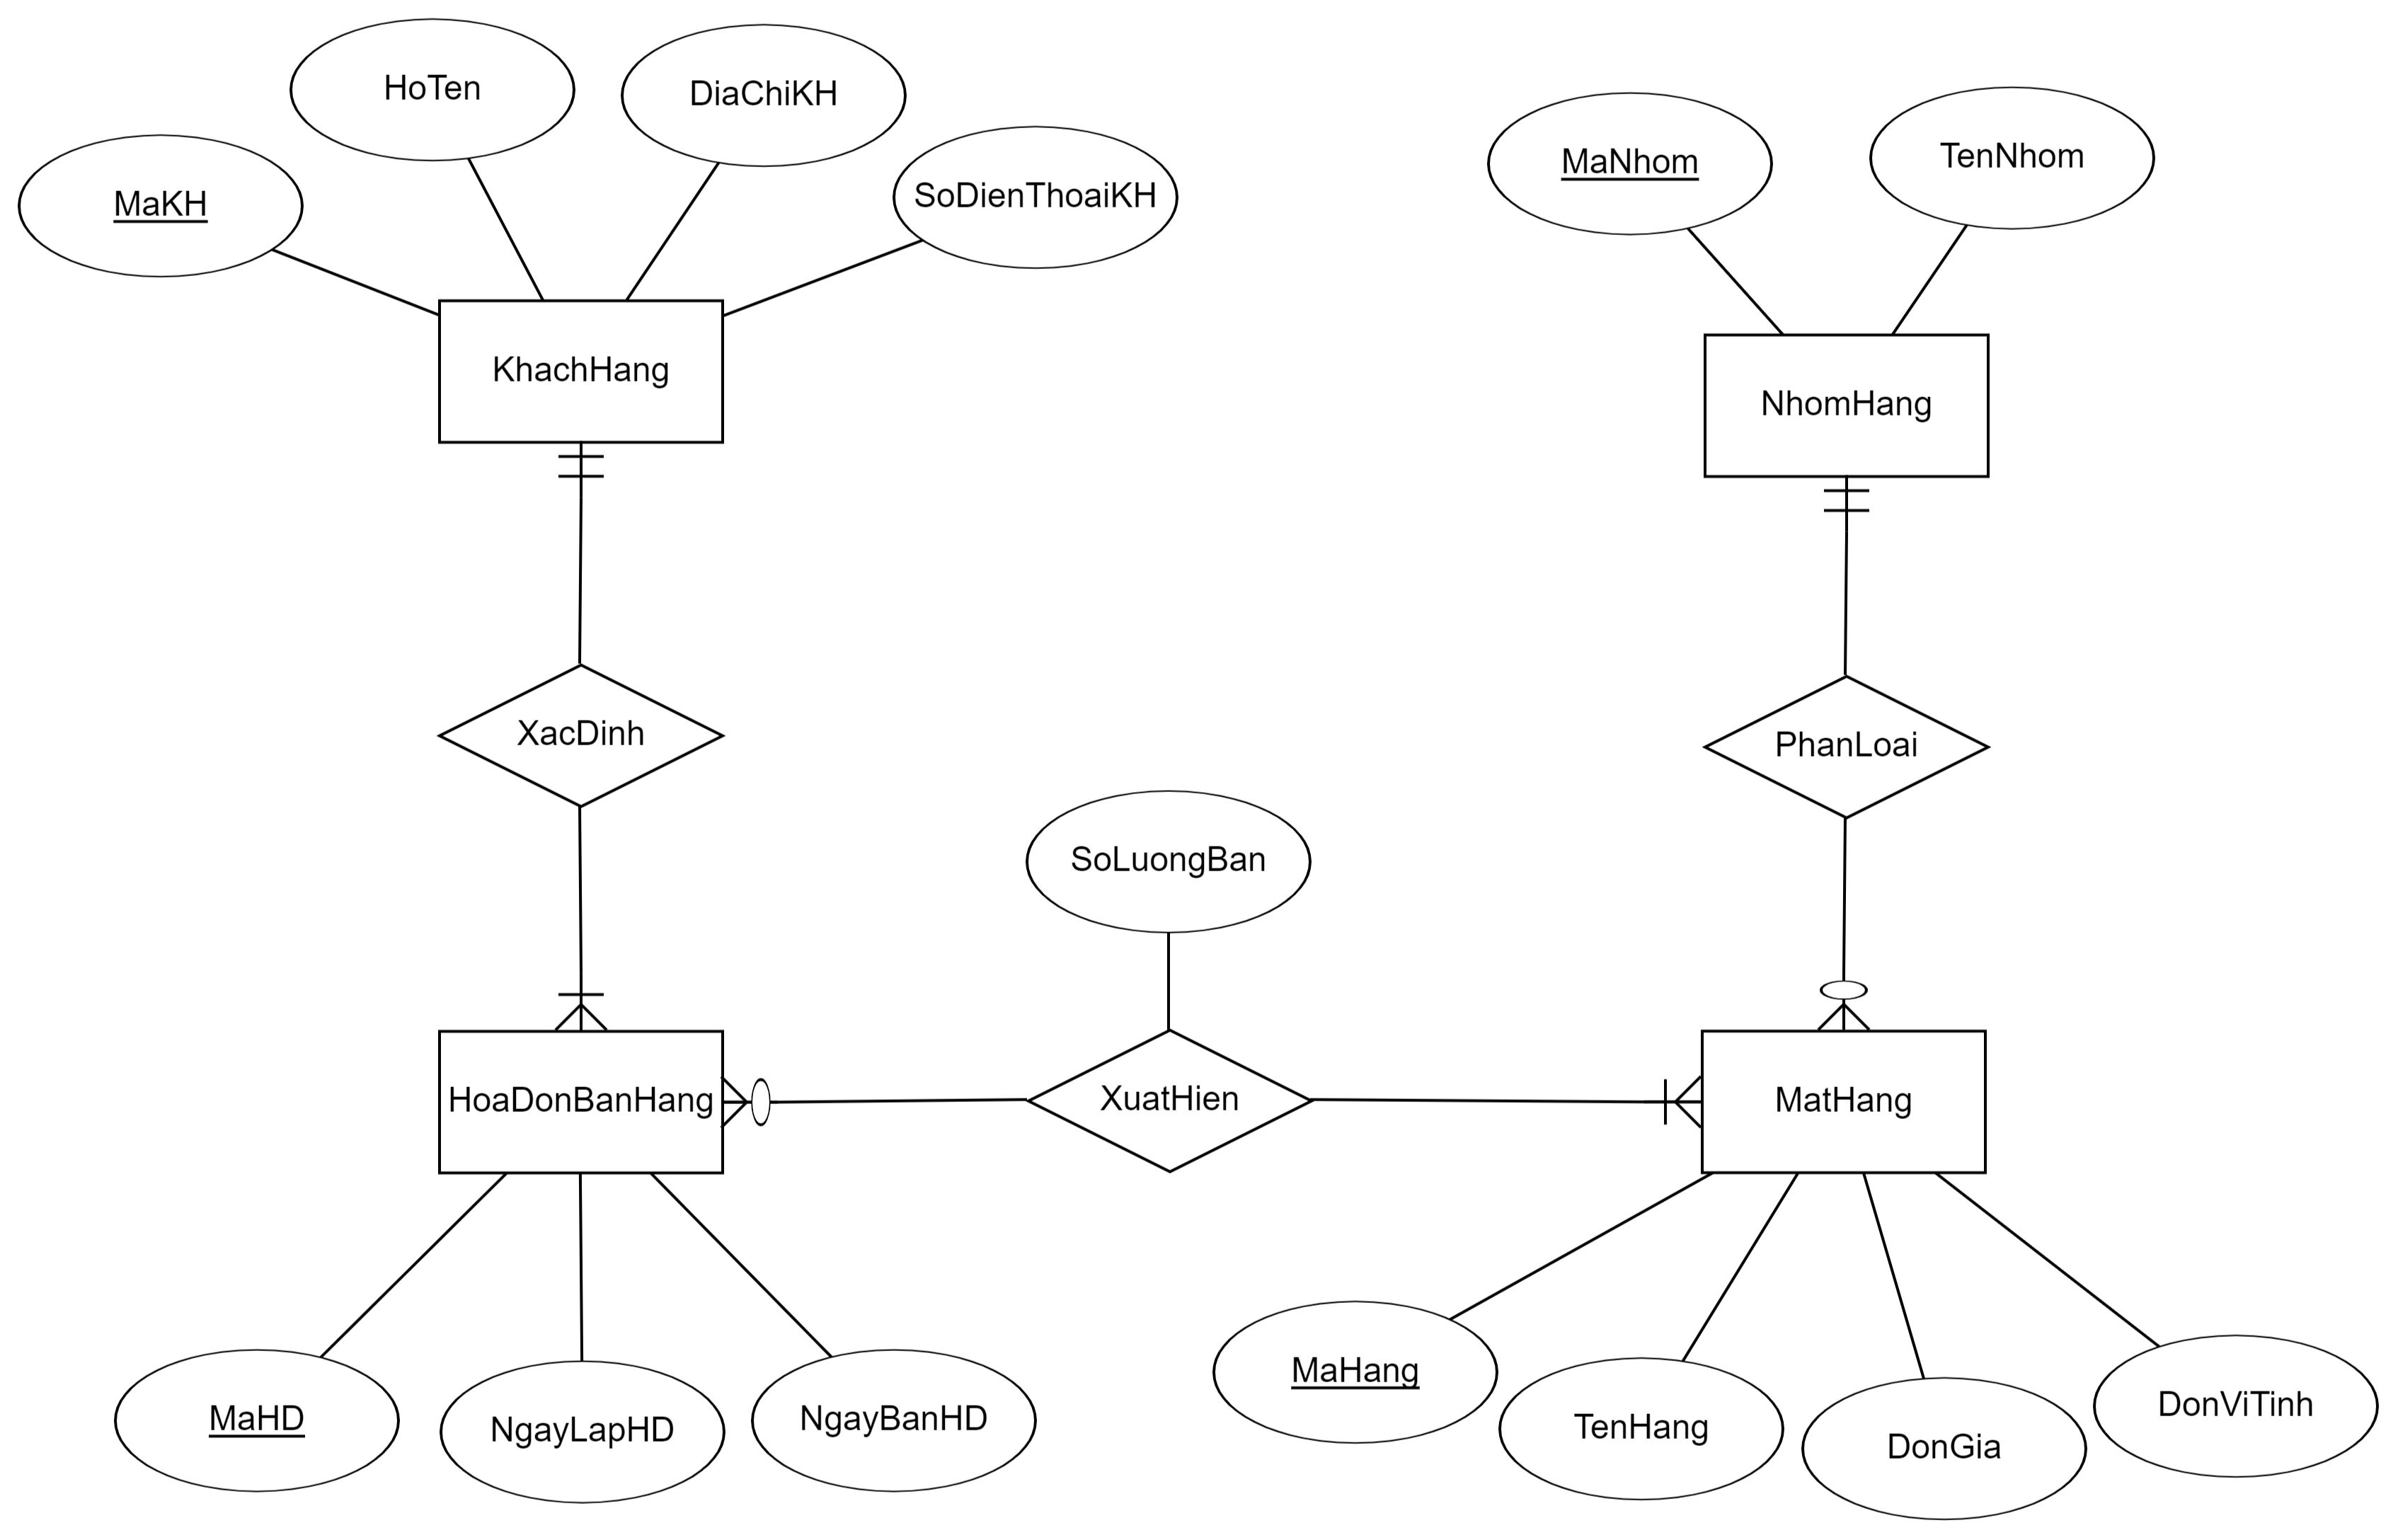 HoTen
DiaChiKH
MaKH
SoDienThoaiKH
MaNhom
TenNhom
KhachHang
NhomHang
XacDinh
PhanLoai
SoLuongBan
HoaDonBanHang
XuatHien
MatHang
MaHD
NgayLapHD
NgayBanHD
MaHang
TenHang
DonGia
DonViTinh